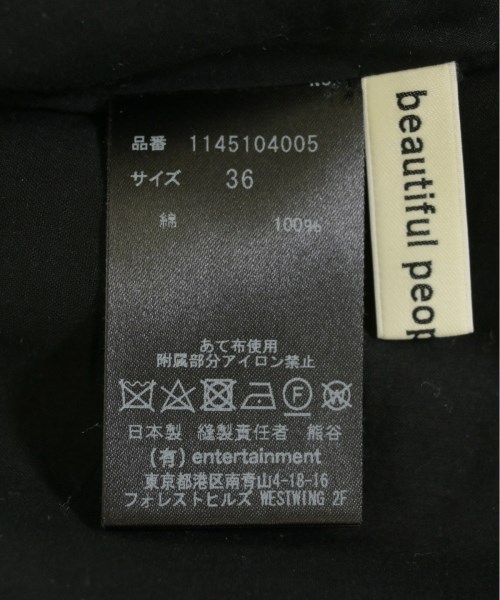 品番 1145104005
サイズ 36
綿 100%
あて布使用
附属部分アイロン禁止
日本製 縫製責任者 熊谷
(有) entertainment
東京都港区南青山4-18-16
フォレストヒルズ WESTWING 2F
beautiful peop